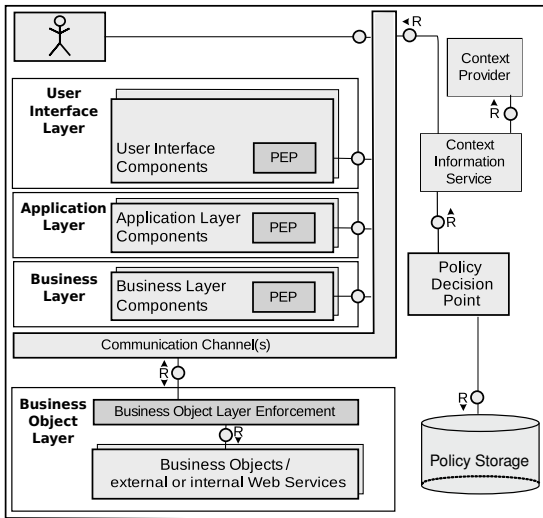 User
Interface
Layer
User Interface
Components
PEP
Application
Layer
Application Layer
Components
PEP
Business
Layer
Business Layer
Components
PEP
Communication Channel(s)
R
Business
Object
Layer
Business Object Layer Enforcement
R
Business Objects /
external or internal Web Services
R
Context
Provider
R
Context
Information
Service
R
Policy
Decision
Point
R
Policy Storage